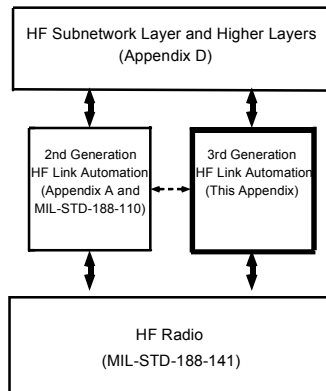 HF Subnetwork Layer and Higher Layers
(Appendix D)
2nd Generation
HF Link Automation
(Appendix A and
MIL-STD-188-110)
3rd Generation
HF Link Automation
(This Appendix)
HF Radio
(MIL-STD-188-141)